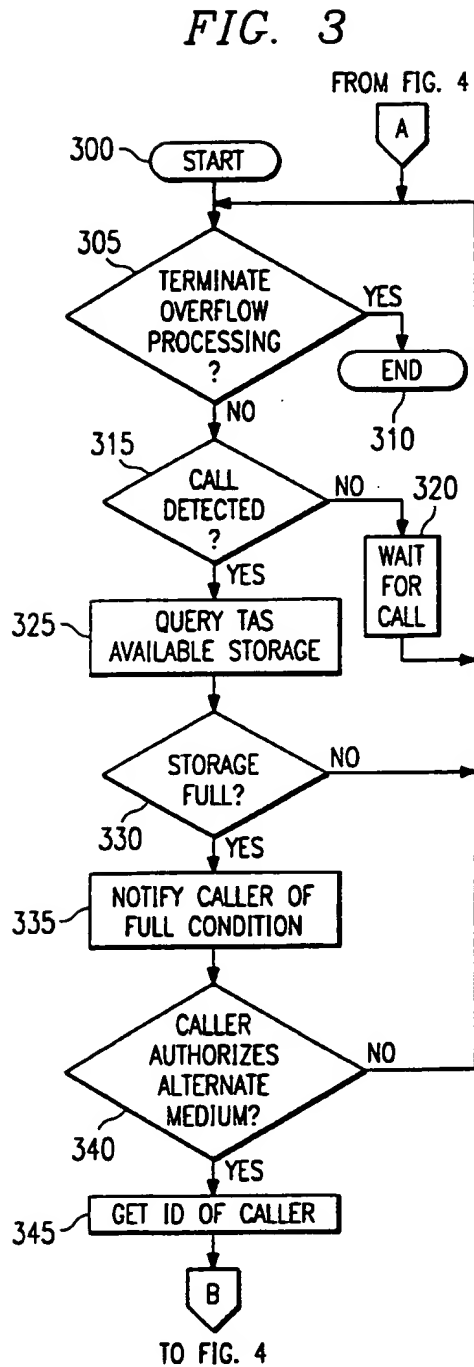 FIG. 3
FROM FIG. 4
A
300
START
305
TERMINATE
OVERFLOW
PROCESSING
?
YES
END
310
NO
315
CALL
DETECTED
?
NO
320
WAIT
FOR
CALL
YES
325
QUERY TAS
AVAILABLE STORAGE
STORAGE
FULL?
NO
330
YES
335
NOTIFY CALLER OF
FULL CONDITION
CALLER
AUTHORIZES
ALTERNATE
MEDIUM?
NO
340
YES
345
GET ID OF CALLER
B
TO FIG. 4